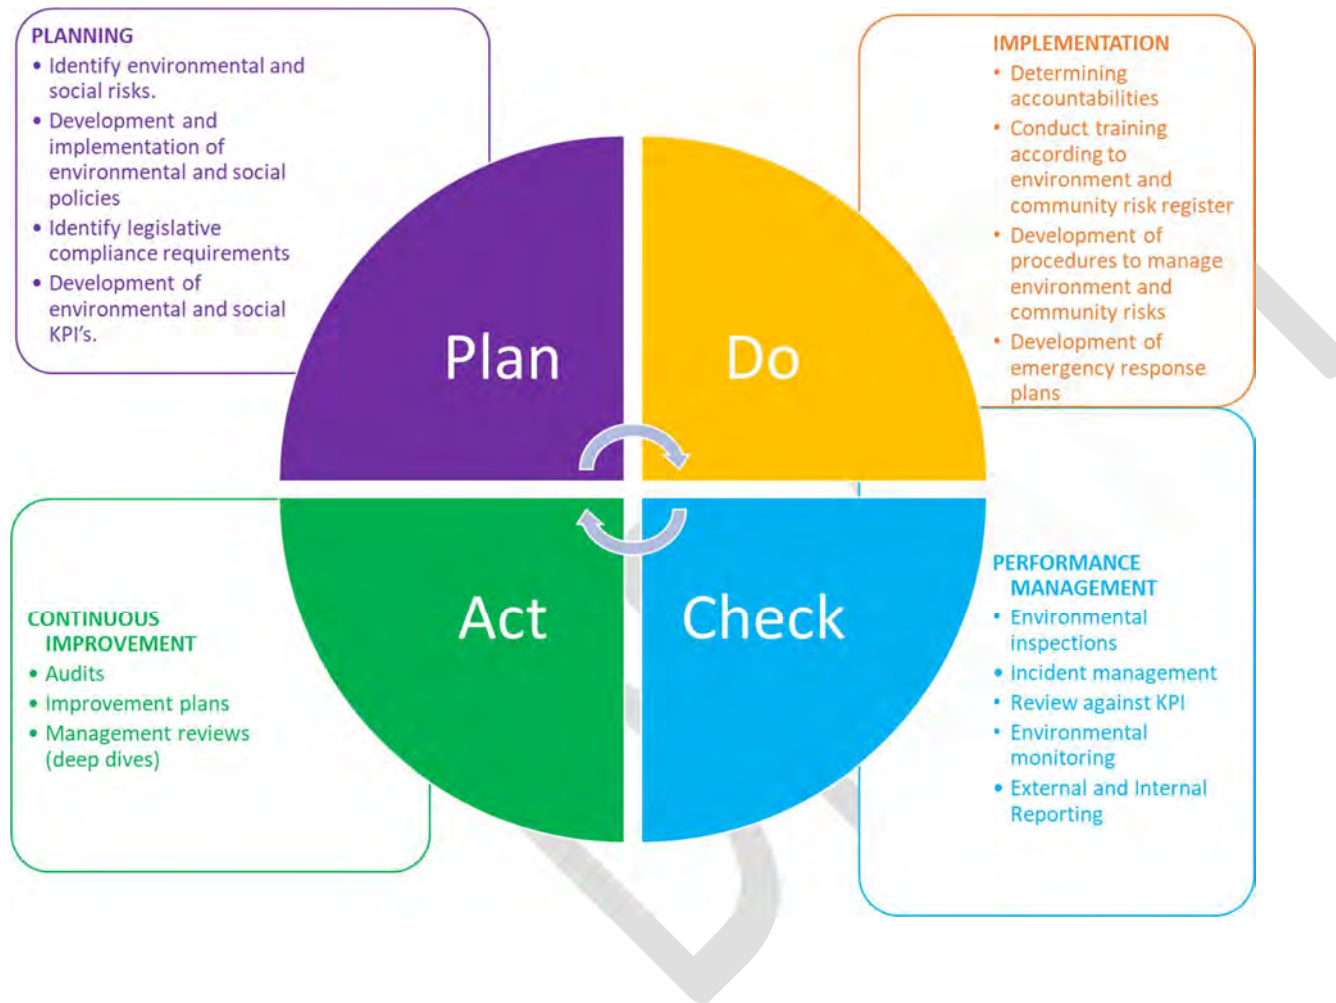 PLANNING
• Identify environmental and
social risks.
• Development and
implementation of
environmental and social
policies
• Identify legislative
compliance requirements
• Development of
environmental and social
KPI's.
IMPLEMENTATION
• Determining
accountabilities
• Conduct training
according to
environment and
community risk register
• Development of
procedures to manage
environment and
community risks
• Development of
emergency response
plans
Plan
Do
Act
Check
CONTINUOUS
IMPROVEMENT
• Audits
• Improvement plans
• Management reviews
(deep dives)
PERFORMANCE
MANAGEMENT
• Environmental
inspections
• Incident management
• Review against KPI
• Environmental
monitoring
• External and Internal
Reporting